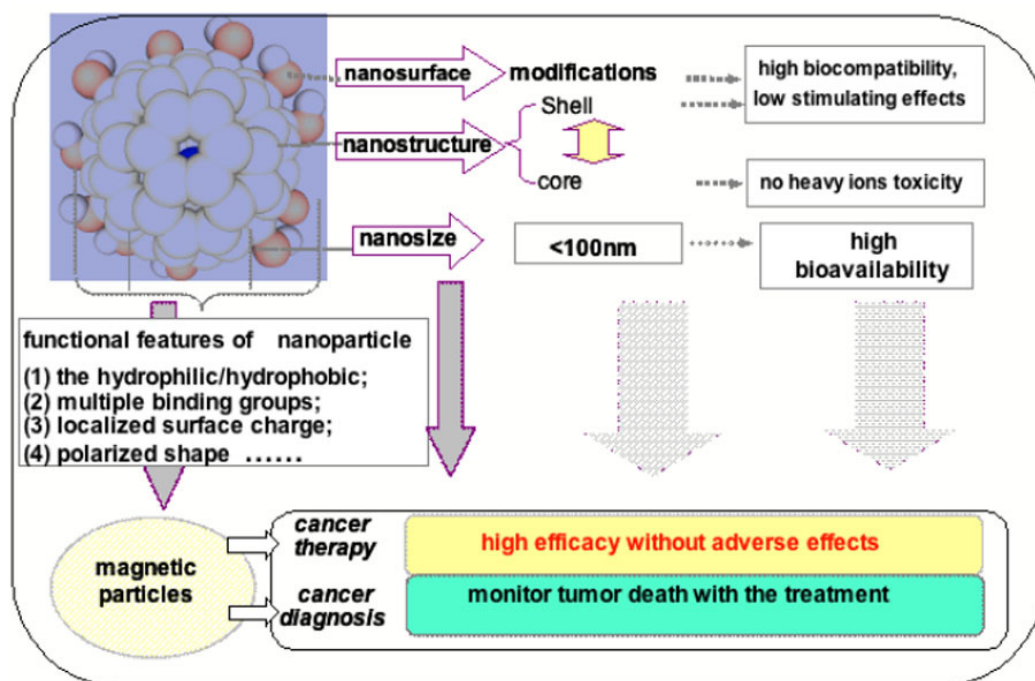 nanosurface
modifications
high biocompatibility,
low stimulating effects
Shell
nanostructure
core
no heavy ions toxicity
nanosize
<100nm
high
bioavailability
functional features of nanoparticle
(1) the hydrophilic/hydrophobic;
(2) multiple binding groups;
(3) localized surface charge;
(4) polarized shape ......
magnetic
particles
cancer
therapy
high efficacy without adverse effects
cancer
diagnosis
monitor tumor death with the treatment